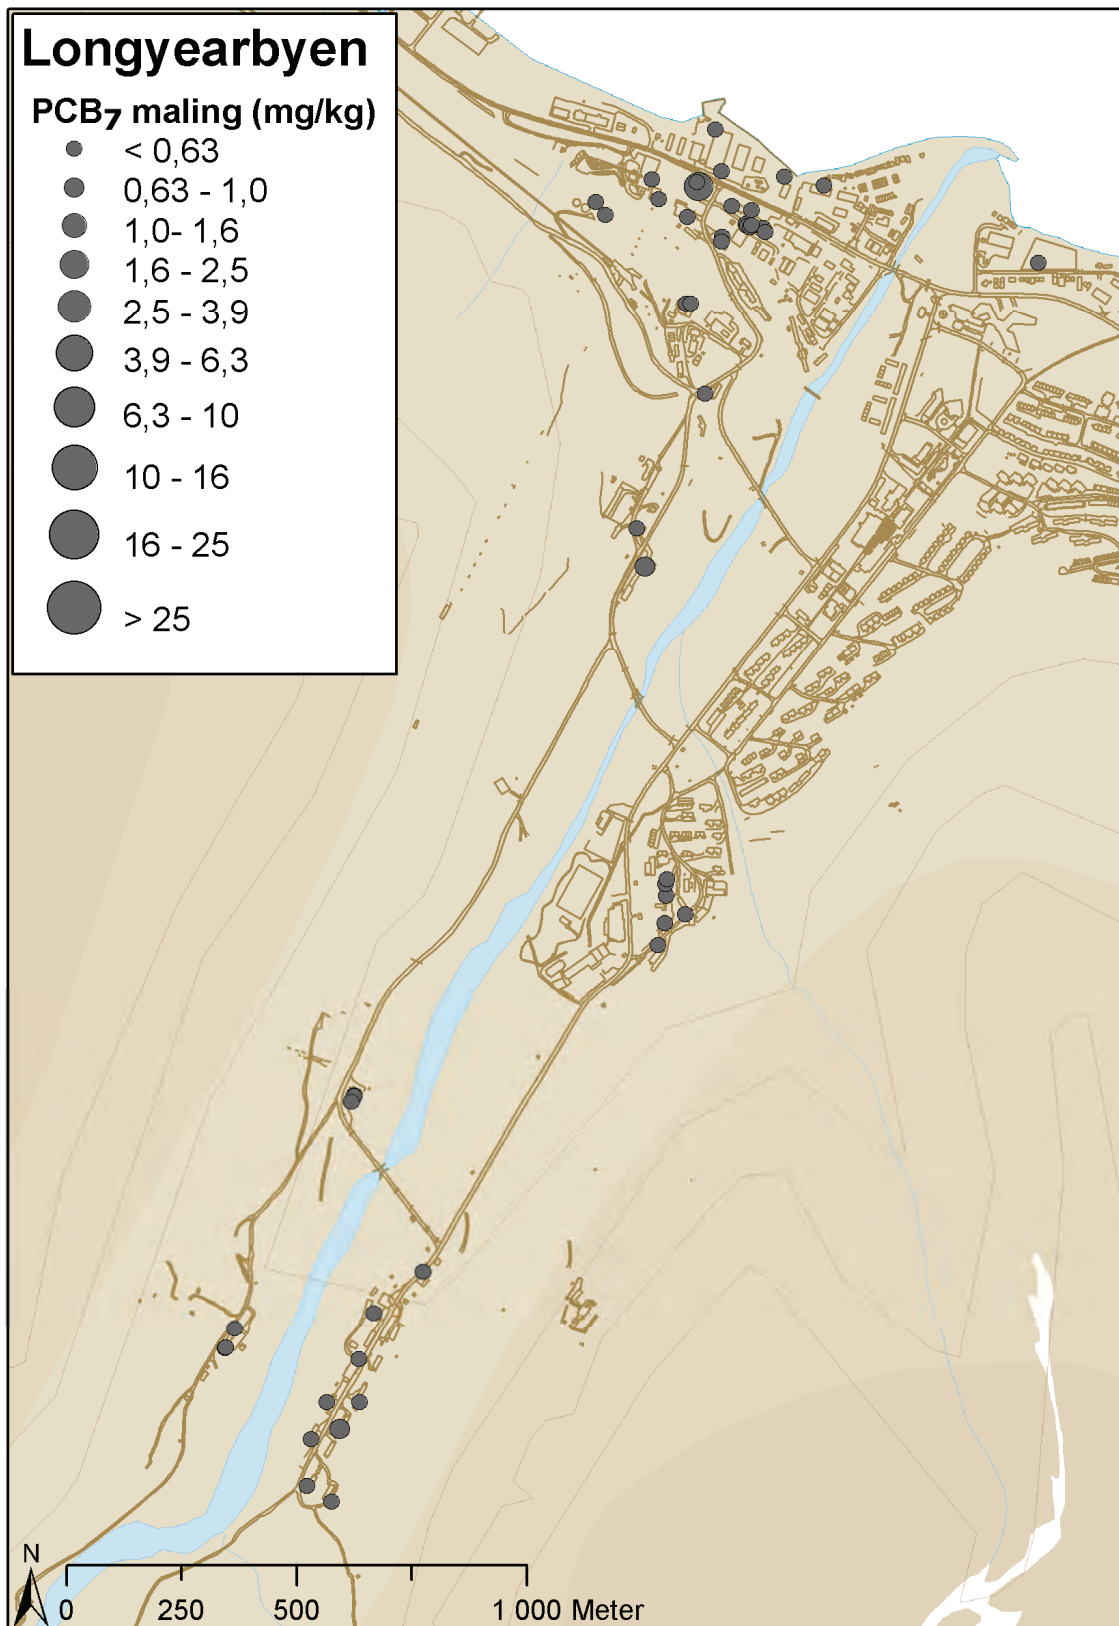 Longyearbyen
PCB₇ maling (mg/kg)
< 0,63
0,63 - 1,0
1,0- 1,6
1,6 - 2,5
2,5 - 3,9
3,9 - 6,3
6,3 - 10
10 - 16
16 - 25
> 25
N
0 250 500 1 000 Meter